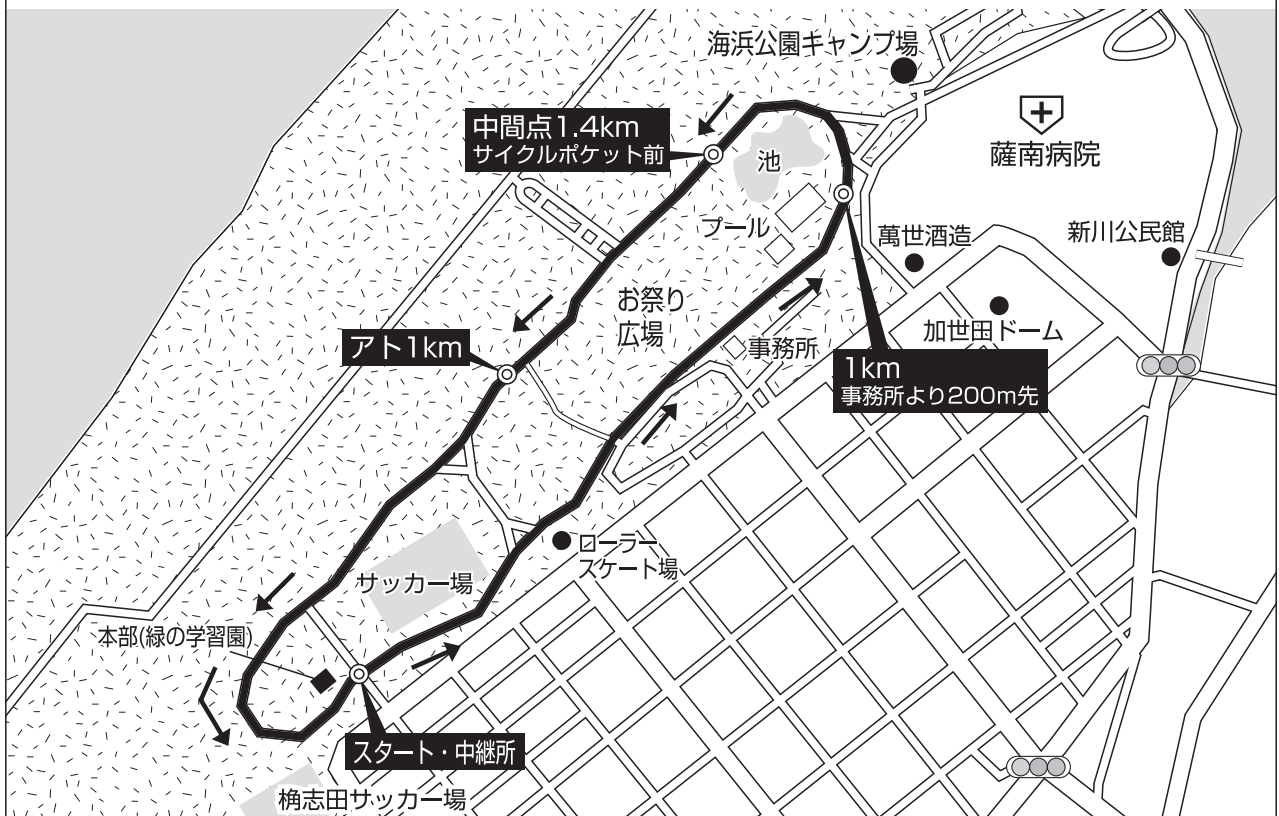 海浜公園キャンプ場
中間点1.4km
サイクルポケット前
池
薩南病院
プール
萬世酒造
新川公民館
お祭り
広場
加世田ドーム
アト1km
事務所
1km
事務所より200m先
ローラー
スケート場
サッカー場
本部(緑の学習園)
スタート・中継所
桷志田サッカー場